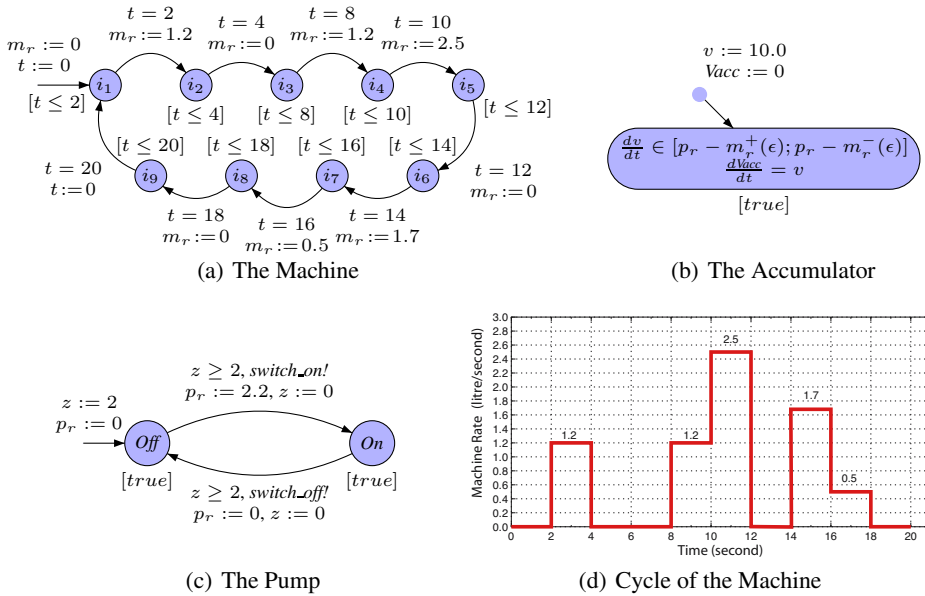 m_r := 0
t := 0
t = 2
m_r := 1.2
t = 4
m_r := 0
t = 8
m_r := 1.2
t = 10
m_r := 2.5
i_1
i_2
i_3
i_4
i_5
[t ≤ 2]
[t ≤ 4]
[t ≤ 8]
[t ≤ 10]
[t ≤ 12]
[t ≤ 20]
[t ≤ 18]
[t ≤ 16]
[t ≤ 14]
t = 20
t := 0
i_9
i_8
i_7
i_6
t = 12
m_r := 0
t = 18
m_r := 0
t = 16
m_r := 0.5
t = 14
m_r := 1.7
(a) The Machine
v := 10.0
Vacc := 0
dv/dt ∈ [p_r − m_r^+(ϵ); p_r − m_r^−(ϵ)]
dVacc/dt = v
[true]
(b) The Accumulator
z ≥ 2, switch_on!
p_r := 2.2, z := 0
z := 2
p_r := 0
Off
On
[true]
[true]
z ≥ 2, switch_off!
p_r := 0, z := 0
(c) The Pump
Machine Rate (litre/second)
3.0
2.8
2.6
2.4
2.2
2.0
1.8
1.6
1.4
1.2
1.0
0.8
0.6
0.4
0.2
0.0
1.2
1.2
2.5
1.7
0.5
0 2 4 6 8 10 12 14 16 18 20
Time (second)
(d) Cycle of the Machine